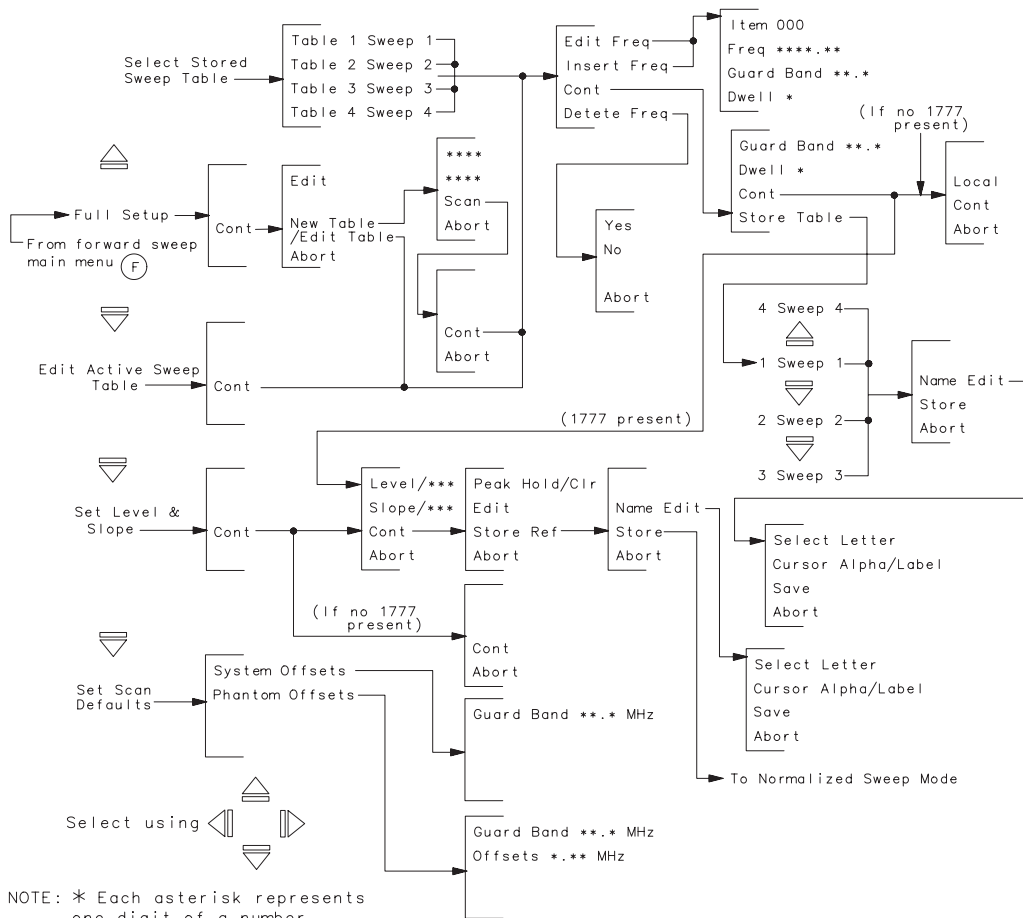 Select Stored
Sweep Table
Table 1 Sweep 1
Table 2 Sweep 2
Table 3 Sweep 3
Table 4 Sweep 4
Edit Freq
Insert Freq
Cont
Detete Freq
Item 000
Freq ****.**
Guard Band **.*
Dwell *
(If no 1777
present)
Guard Band **.*
Dwell *
Cont
Store Table
Local
Cont
Abort
Full Setup
From forward sweep
main menu F
Cont
Edit
New Table
/Edit Table
Abort
****
****
Scan
Abort
Cont
Abort
Yes
No
Abort
Edit Active Sweep
Table
Cont
4 Sweep 4
1 Sweep 1
2 Sweep 2
3 Sweep 3
Name Edit
Store
Abort
(1777 present)
Set Level &
Slope
Cont
Level/***
Slope/***
Cont
Abort
Peak Hold/Clr
Edit
Store Ref
Abort
Name Edit
Store
Abort
Select Letter
Cursor Alpha/Label
Save
Abort
(If no 1777
present)
Cont
Abort
Select Letter
Cursor Alpha/Label
Save
Abort
Set Scan
Defaults
System Offsets
Phantom Offsets
Guard Band **.* MHz
To Normalized Sweep Mode
Select using
Guard Band **.* MHz
Offsets *.** MHz
NOTE: * Each asterisk represents
one digit of a number